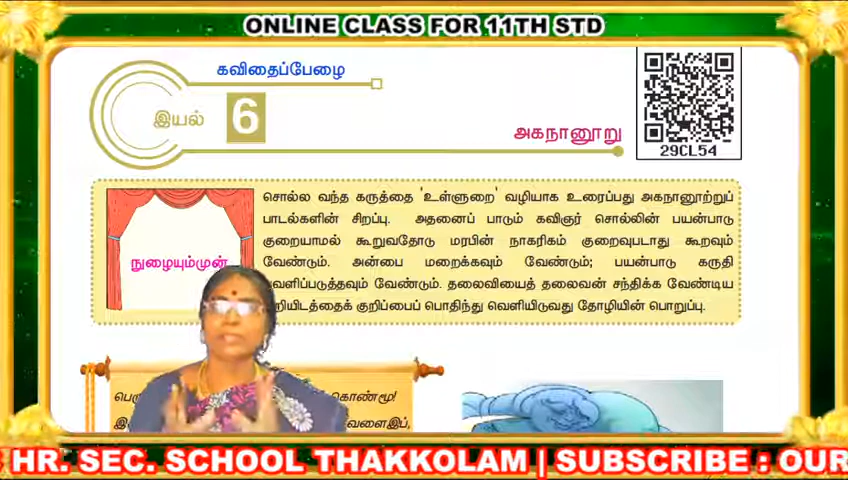 ONLINE CLASS FOR 11TH STD
கவிதைப்பேழை
இயல் 6
அகநானூறு
29CL54
சொல்ல வந்த கருத்தை 'உள்ளுறை' வழியாக உரைப்பது அகநானூற்றுப்
பாடல்களின் சிறப்பு. அதனைப் பாடும் கவிஞர் சொல்லின் பயன்பாடு
குறையாமல் கூறுவதோடு மரபின் நாகரிகம் குறைவுபடாது கூறவும்
வேண்டும். அன்பை மறைக்கவும் வேண்டும்; பயன்பாடு கருதி
வெளிப்படுத்தவும் வேண்டும். தலைவியைத் தலைவன் சந்திக்க வேண்டிய
குறியிடத்தைக் குறிப்பைப் பொதிந்து வெளியிடுவது தோழியின் பொறுப்பு.
நுழையும்முன்
கொண்மூ!
HR. SEC. SCHOOL THAKKOLAM | SUBSCRIBE : OUR